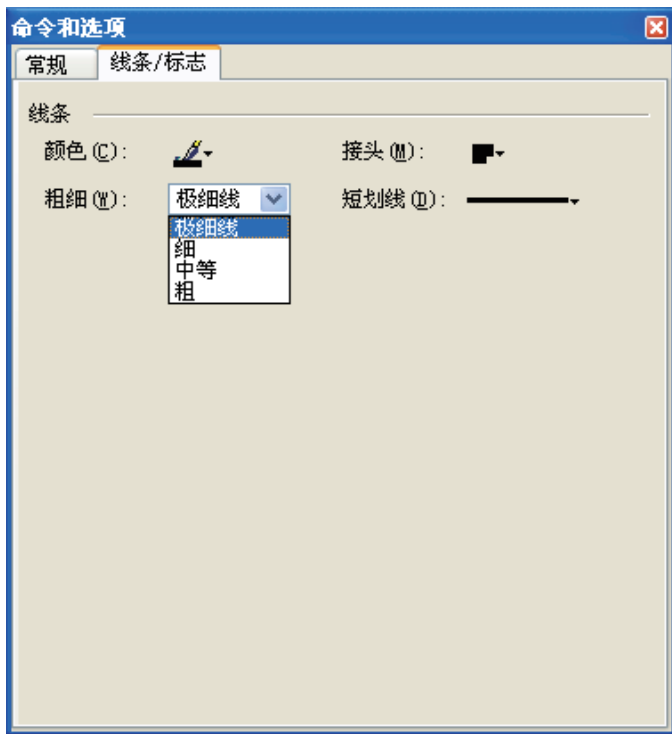 命令和选项
常规 线条/标志
线条
颜色(C): 接头(M):
粗细(W): 极细线 短划线(D):
极细线
细
中等
粗